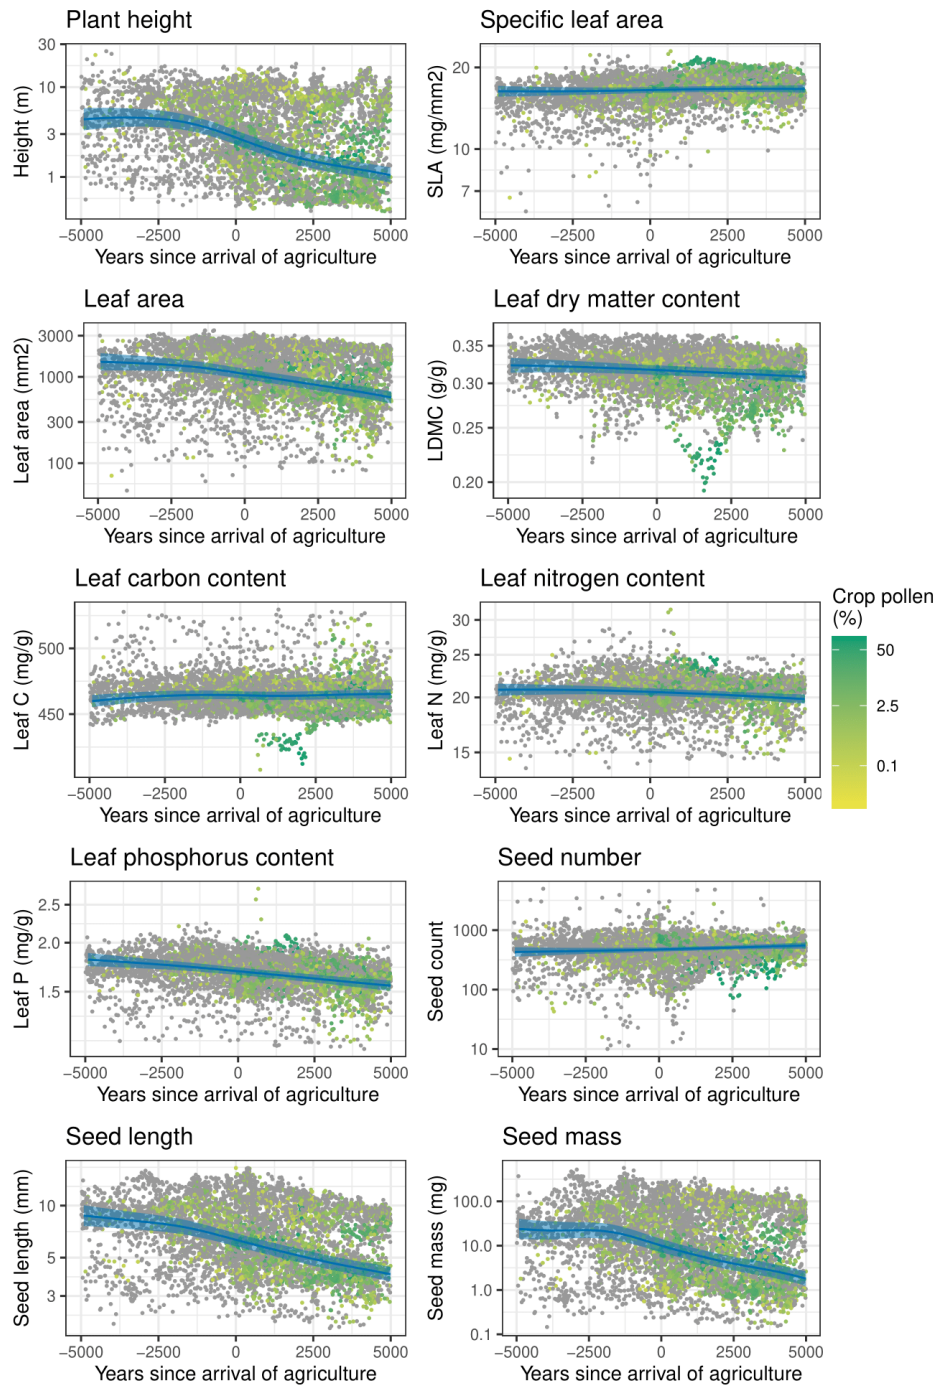 Plant height
Height (m)
30
10
3
1
−5000 −2500 0 2500 5000
Years since arrival of agriculture
Specific leaf area
SLA (mg/mm2)
20
10
7
−5000 −2500 0 2500 5000
Years since arrival of agriculture
Leaf area
Leaf area (mm2)
3000
1000
300
100
−5000 −2500 0 2500 5000
Years since arrival of agriculture
Leaf dry matter content
LDMC (g/g)
0.35
0.30
0.25
0.20
−5000 −2500 0 2500 5000
Years since arrival of agriculture
Leaf carbon content
Leaf C (mg/g)
500
450
−5000 −2500 0 2500 5000
Years since arrival of agriculture
Leaf nitrogen content
Leaf N (mg/g)
30
25
20
15
−5000 −2500 0 2500 5000
Years since arrival of agriculture
Crop pollen
(%)
50
2.5
0.1
Leaf phosphorus content
Leaf P (mg/g)
2.5
2.0
1.5
−5000 −2500 0 2500 5000
Years since arrival of agriculture
Seed number
Seed count
1000
100
10
−5000 −2500 0 2500 5000
Years since arrival of agriculture
Seed length
Seed length (mm)
10
5
3
−5000 −2500 0 2500 5000
Years since arrival of agriculture
Seed mass
Seed mass (mg)
100.0
10.0
1.0
0.1
−5000 −2500 0 2500 5000
Years since arrival of agriculture